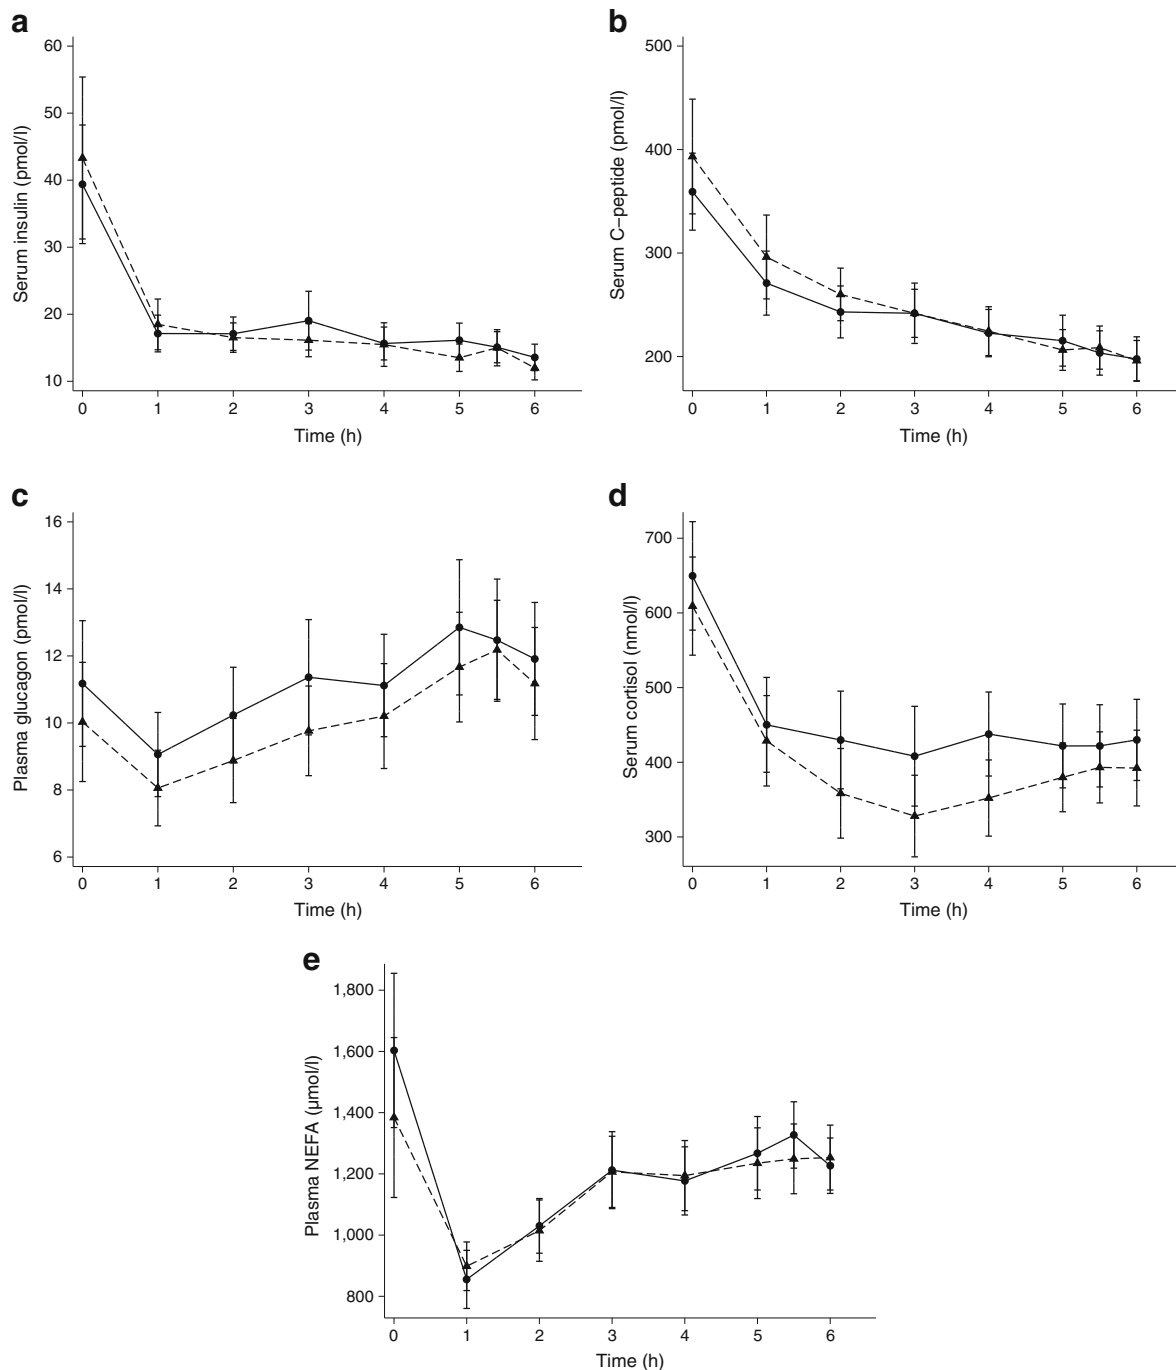 a
60
50
40
30
20
10
Serum insulin (pmol/l)
0 1 2 3 4 5 6
Time (h)
b
500
400
300
200
Serum C–peptide (pmol/l)
0 1 2 3 4 5 6
Time (h)
c
16
14
12
10
8
6
Plasma glucagon (pmol/l)
0 1 2 3 4 5 6
Time (h)
d
700
600
500
400
300
Serum cortisol (nmol/l)
0 1 2 3 4 5 6
Time (h)
e
1,800
1,600
1,400
1,200
1,000
800
Plasma NEFA (µmol/l)
0 1 2 3 4 5 6
Time (h)